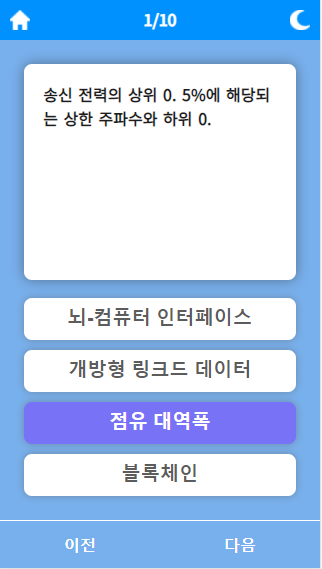 1/10
송신 전력의 상위 0. 5%에 해당되
는 상한 주파수와 하위 0.
뇌-컴퓨터 인터페이스
개방형 링크드 데이터
점유 대역폭
블록체인
이전
다음